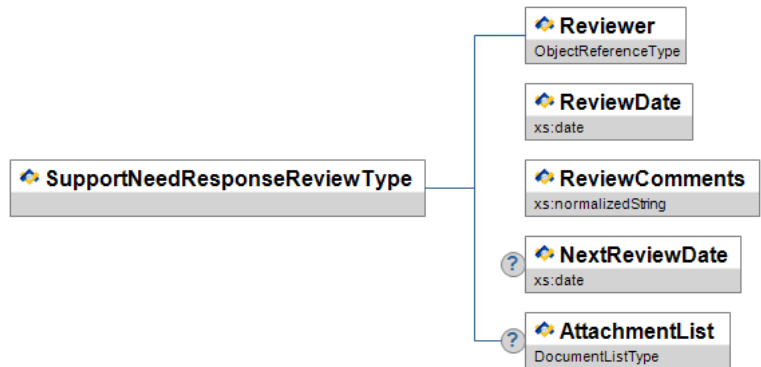 Reviewer
ObjectReferenceType
ReviewDate
xs:date
SupportNeedResponseReviewType
ReviewComments
xs:normalizedString
?
NextReviewDate
xs:date
?
AttachmentList
DocumentListType